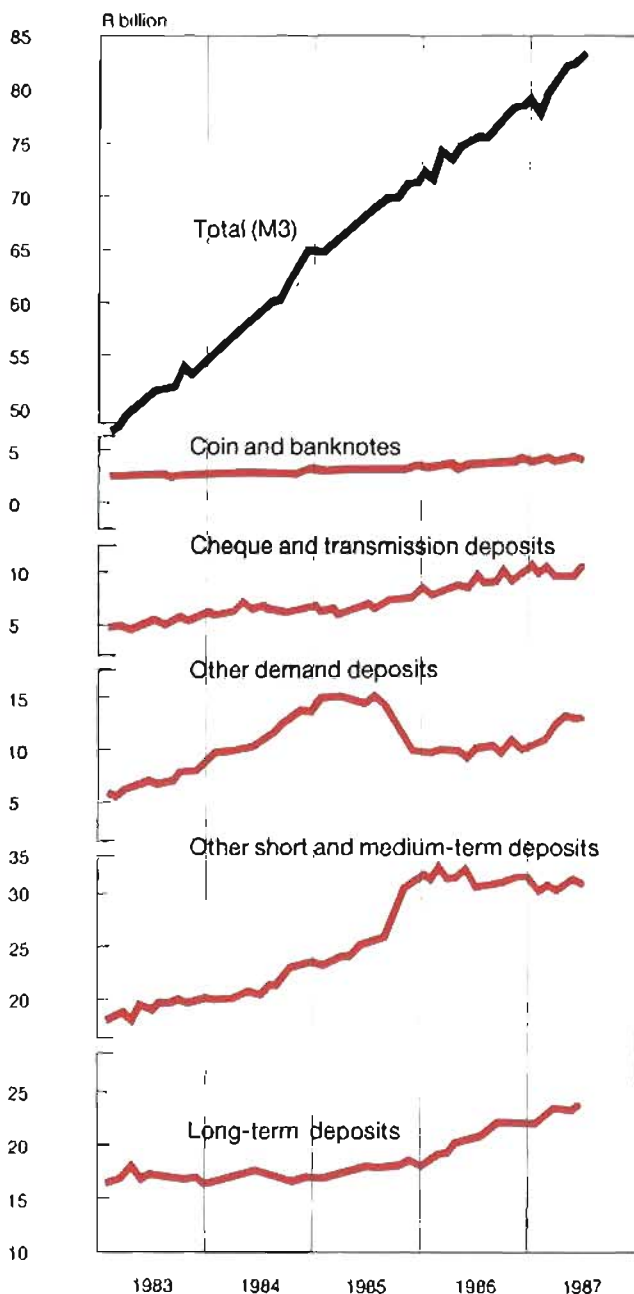 R billion
85
80
75
70
Total (M3)
65
60
55
50
Coin and banknotes
5
0
Cheque and transmission deposits
10
5
Other demand deposits
15
10
5
Other short and medium-term deposits
35
30
25
20
25
Long-term deposits
20
15
10
1983 1984 1985 1986 1987